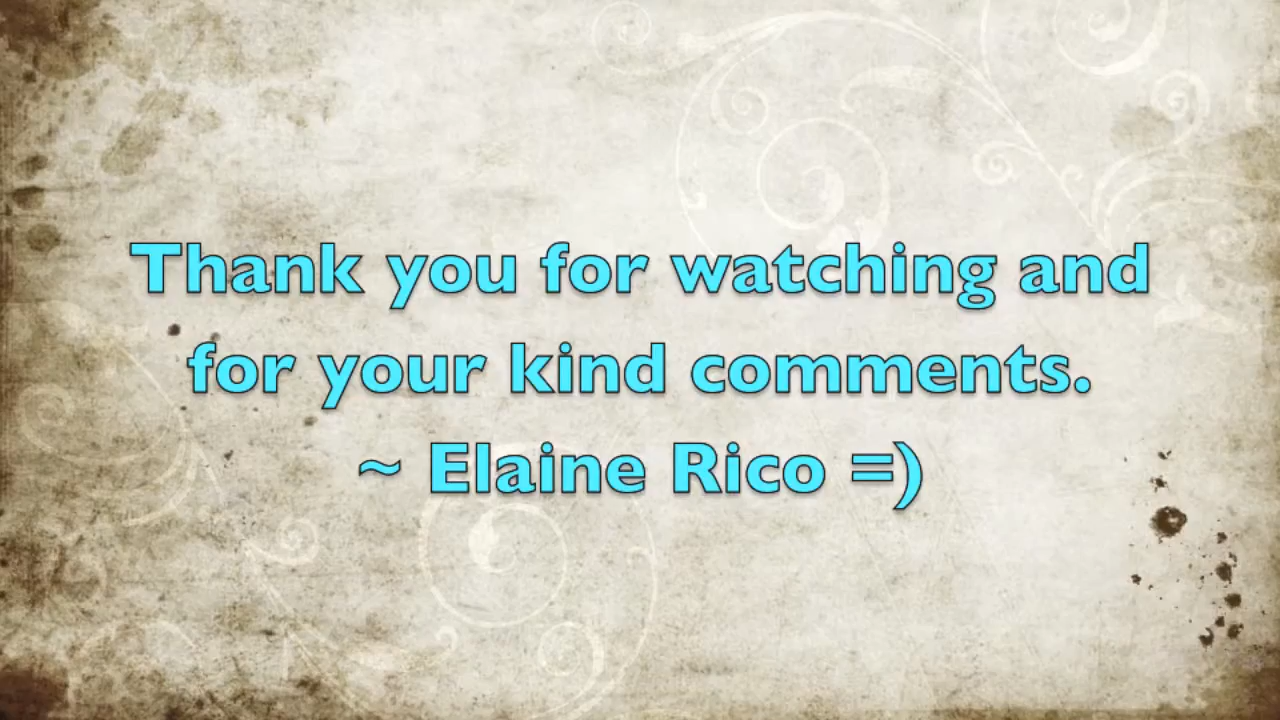 Thank you for watching and
for your kind comments.
~ Elaine Rico =)